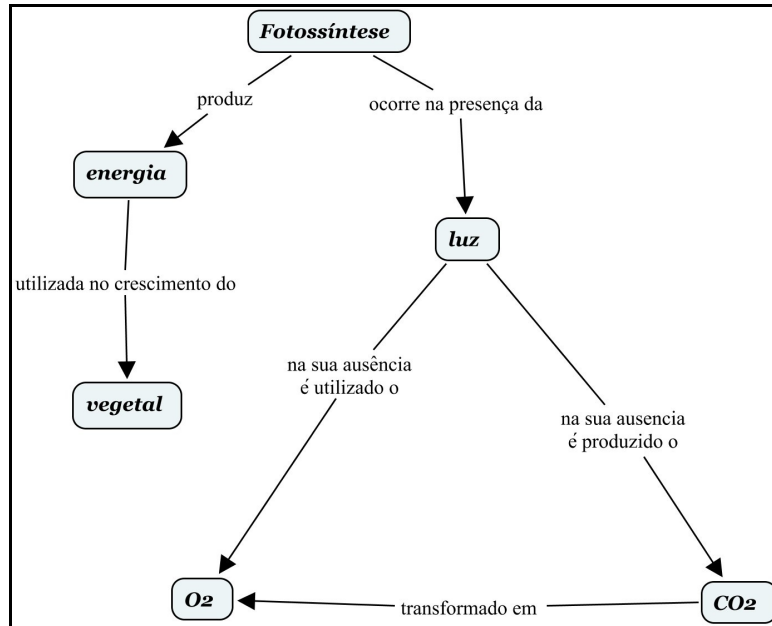 Fotossíntese
produz
ocorre na presença da
energia
luz
utilizada no crescimento do
na sua ausência
é utilizado o
vegetal
na sua ausencia
é produzido o
O2
transformado em
CO2